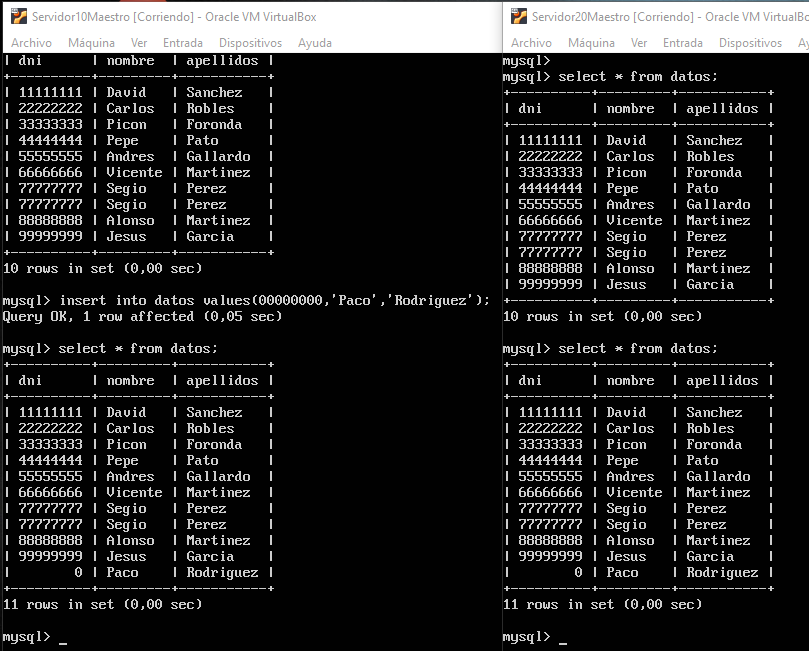 Servidor10Maestro [Corriendo] - Oracle VM VirtualBox
Archivo Máquina Ver Entrada Dispositivos Ayuda
| dni | nombre | apellidos |
+----------+---------+-----------+
| 11111111 | David | Sanchez |
| 22222222 | Carlos | Robles |
| 33333333 | Picon | Foronda |
| 44444444 | Pepe | Pato |
| 55555555 | Andres | Gallardo |
| 66666666 | Vicente | Martinez |
| 77777777 | Segio | Perez |
| 77777777 | Segio | Perez |
| 88888888 | Alonso | Martinez |
| 99999999 | Jesus | Garcia |
+----------+---------+-----------+
10 rows in set (0,00 sec)
mysql> insert into datos values(00000000,'Paco','Rodriguez');
Query OK, 1 row affected (0,05 sec)
mysql> select * from datos;
+----------+---------+-----------+
| dni | nombre | apellidos |
+----------+---------+-----------+
| 11111111 | David | Sanchez |
| 22222222 | Carlos | Robles |
| 33333333 | Picon | Foronda |
| 44444444 | Pepe | Pato |
| 55555555 | Andres | Gallardo |
| 66666666 | Vicente | Martinez |
| 77777777 | Segio | Perez |
| 77777777 | Segio | Perez |
| 88888888 | Alonso | Martinez |
| 99999999 | Jesus | Garcia |
| 0 | Paco | Rodriguez |
+----------+---------+-----------+
11 rows in set (0,00 sec)
mysql> _
Servidor20Maestro [Corriendo] - Oracle VM VirtualBox
Archivo Máquina Ver Entrada Dispositivos Ay
mysql>
mysql> select * from datos;
+----------+---------+-----------+
| dni | nombre | apellidos |
+----------+---------+-----------+
| 11111111 | David | Sanchez |
| 22222222 | Carlos | Robles |
| 33333333 | Picon | Foronda |
| 44444444 | Pepe | Pato |
| 55555555 | Andres | Gallardo |
| 66666666 | Vicente | Martinez |
| 77777777 | Segio | Perez |
| 77777777 | Segio | Perez |
| 88888888 | Alonso | Martinez |
| 99999999 | Jesus | Garcia |
+----------+---------+-----------+
10 rows in set (0,00 sec)
mysql> select * from datos;
+----------+---------+-----------+
| dni | nombre | apellidos |
+----------+---------+-----------+
| 11111111 | David | Sanchez |
| 22222222 | Carlos | Robles |
| 33333333 | Picon | Foronda |
| 44444444 | Pepe | Pato |
| 55555555 | Andres | Gallardo |
| 66666666 | Vicente | Martinez |
| 77777777 | Segio | Perez |
| 77777777 | Segio | Perez |
| 88888888 | Alonso | Martinez |
| 99999999 | Jesus | Garcia |
| 0 | Paco | Rodriguez |
+----------+---------+-----------+
11 rows in set (0,00 sec)
mysql> _